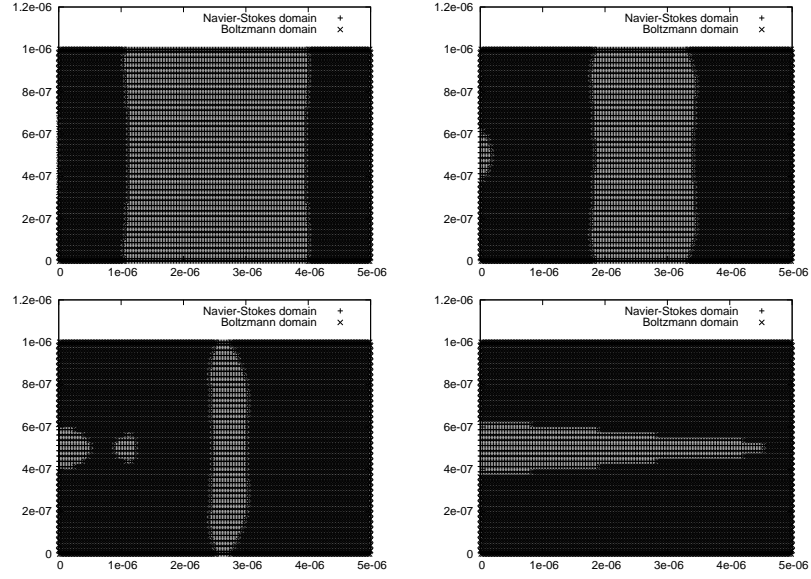 1.2e-06
1e-06
8e-07
6e-07
4e-07
2e-07
0
0 1e-06 2e-06 3e-06 4e-06 5e-06
Navier-Stokes domain +
Boltzmann domain ×
1.2e-06
1e-06
8e-07
6e-07
4e-07
2e-07
0
0 1e-06 2e-06 3e-06 4e-06 5e-06
Navier-Stokes domain +
Boltzmann domain ×
1.2e-06
1e-06
8e-07
6e-07
4e-07
2e-07
0
0 1e-06 2e-06 3e-06 4e-06 5e-06
Navier-Stokes domain +
Boltzmann domain ×
1.2e-06
1e-06
8e-07
6e-07
4e-07
2e-07
0
0 1e-06 2e-06 3e-06 4e-06 5e-06
Navier-Stokes domain +
Boltzmann domain ×